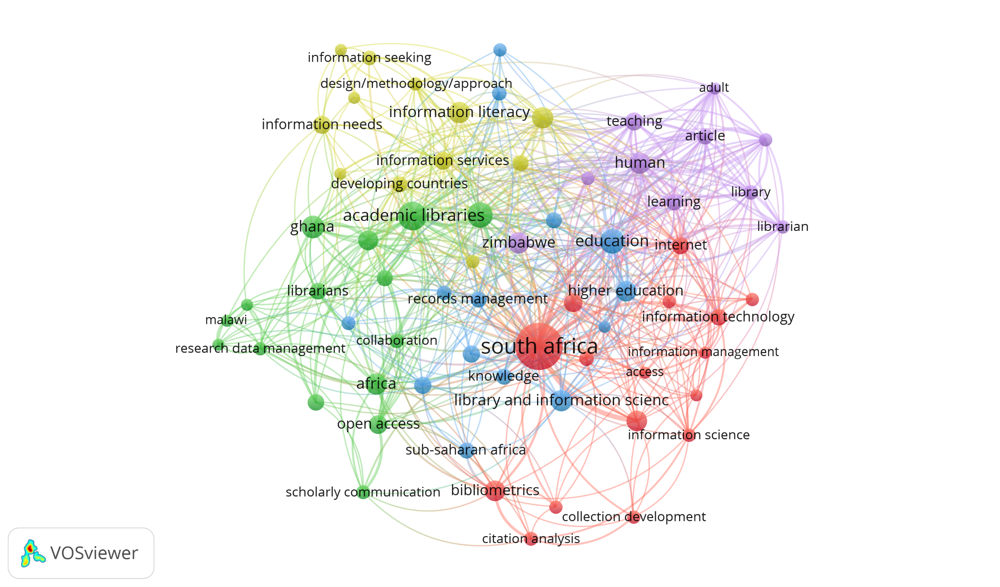 information seeking
design/methodology/approach
adult
information literacy
teaching
information needs
article
information services
human
developing countries
library
learning
academic libraries
ghana
librarian
zimbabwe
education
internet
librarians
higher education
records management
malawi
information technology
collaboration
south africa
research data management
information management
access
knowledge
africa
library and information scienc
open access
information science
sub-saharan africa
scholarly communication
bibliometrics
collection development
citation analysis
VOSviewer